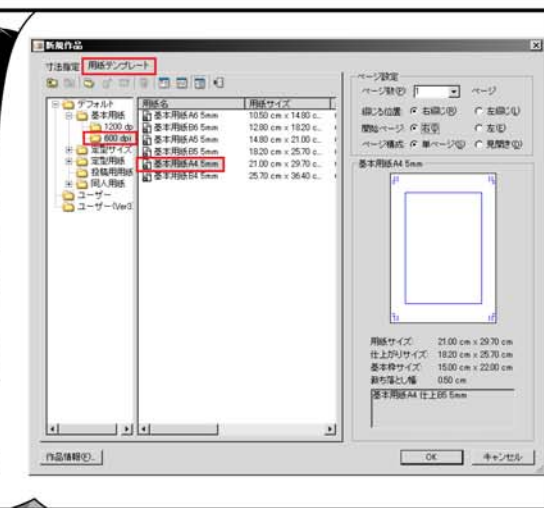 新規作品
寸法指定 用紙テンプレート
デフォルト
基本用紙
1200 dp
600 dpi
定型サイズ
定型用紙
投稿用用紙
同人用紙
ユーザー
ユーザー(Ver3
用紙名 用紙サイズ
基本用紙A6 5mm 10.50 cm x 14.80 c...
基本用紙B6 5mm 12.80 cm x 18.20 c...
基本用紙A5 5mm 14.80 cm x 21.00 c...
基本用紙B5 5mm 18.20 cm x 25.70 c...
基本用紙A4 5mm 21.00 cm x 29.70 c...
基本用紙B4 5mm 25.70 cm x 36.40 c...
ページ設定
ページ数(P) 1 ページ
綴じる位置: 右綴じ(R) 左綴じ(L)
開始ページ: 右(I) 左(E)
ページ構成: 単ページ(G) 見開き(D)
基本用紙A4 5mm
用紙サイズ: 21.00 cm x 29.70 cm
仕上がりサイズ: 18.20 cm x 25.70 cm
基本枠サイズ: 15.00 cm x 22.00 cm
裁ち落とし幅: 0.50 cm
基本用紙A4 仕上B5 5mm
作品情報(F)... OK キャンセル